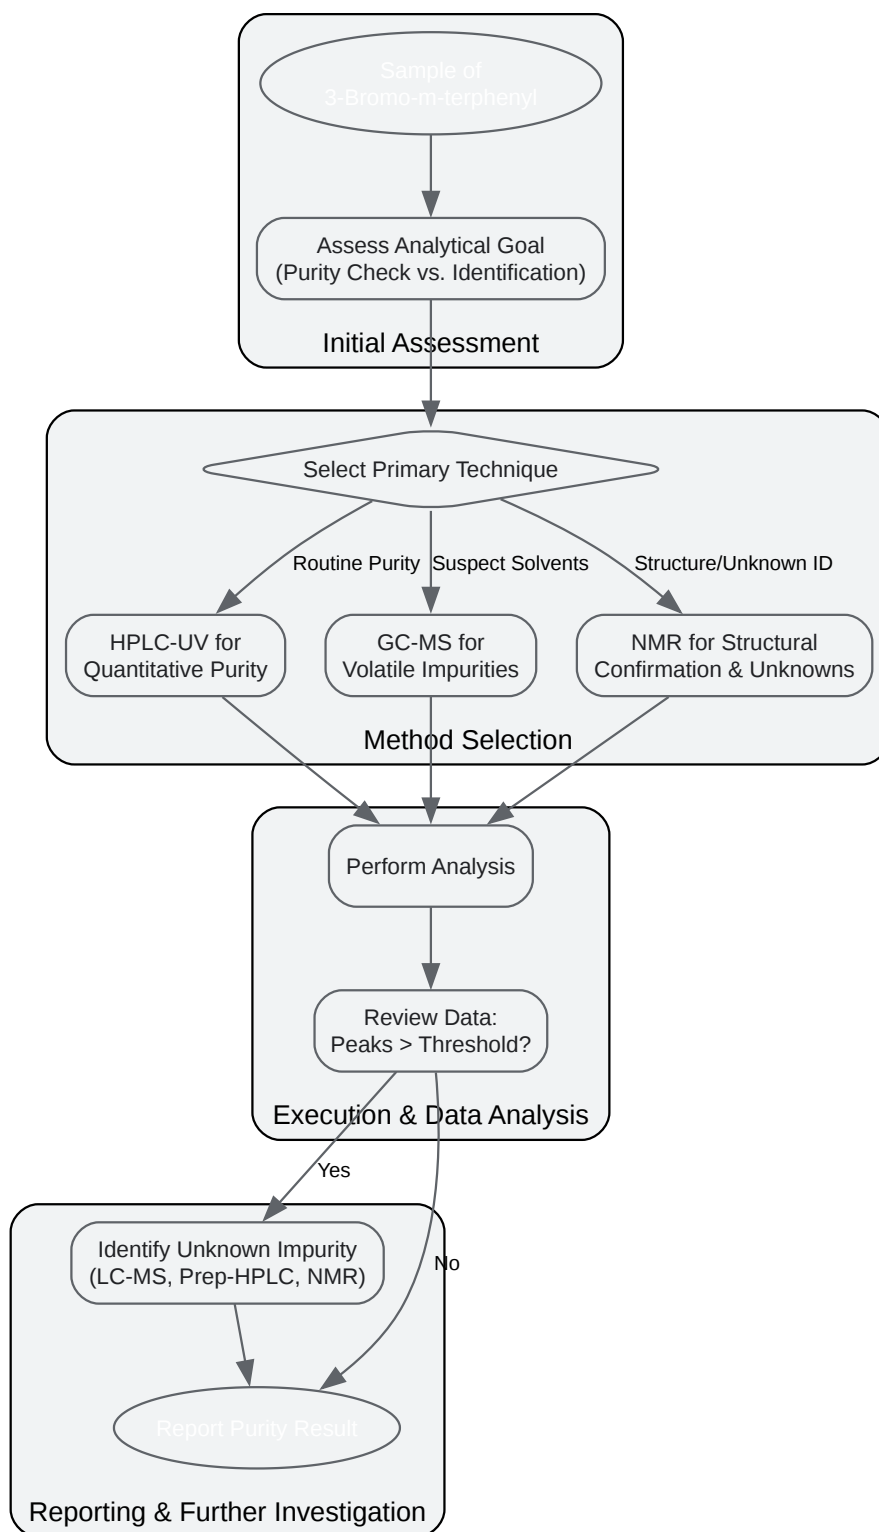 Sample of
3-Bromo-m-terphenyl
Assess Analytical Goal
(Purity Check vs. Identification)
Initial Assessment
Select Primary Technique
Routine Purity
Suspect Solvents
Structure/Unknown ID
HPLC-UV for
Quantitative Purity
GC-MS for
Volatile Impurities
NMR for Structural
Confirmation & Unknowns
Method Selection
Perform Analysis
Review Data:
Peaks > Threshold?
Execution & Data Analysis
Yes
Identify Unknown Impurity
(LC-MS, Prep-HPLC, NMR)
No
Report Purity Result
Reporting & Further Investigation